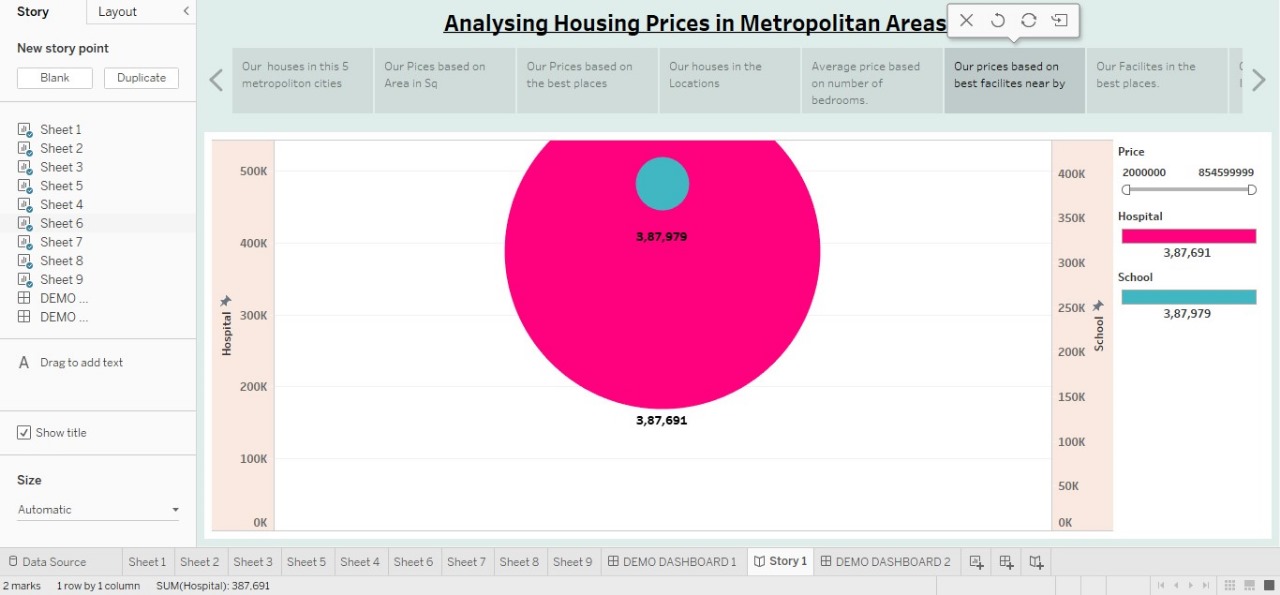 Story
Layout
New story point
Blank
Duplicate
Sheet 1
Sheet 2
Sheet 3
Sheet 5
Sheet 4
Sheet 6
Sheet 7
Sheet 8
Sheet 9
DEMO ...
DEMO ...
A Drag to add text
Show title
Size
Automatic
Analysing Housing Prices in Metropolitan Areas
Our houses in this 5
metropoliton cities
Our Pices based on
Area in Sq
Our Prices based on
the best places
Our houses in the
Locations
Average price based
on number of
bedrooms.
Our prices based on
best facilites near by
Our Facilites in the
best places.
500K
400K
300K
200K
100K
0K
Hospital
3,87,979
3,87,691
400K
350K
300K
250K
200K
150K
100K
50K
0K
School
Price
2000000 854599999
Hospital
3,87,691
School
3,87,979
Data Source Sheet 1 Sheet 2 Sheet 3 Sheet 5 Sheet 4 Sheet 6 Sheet 7 Sheet 8 Sheet 9 DEMO DASHBOARD 1 Story 1 DEMO DASHBOARD 2
2 marks 1 row by 1 column SUM(Hospital): 387,691